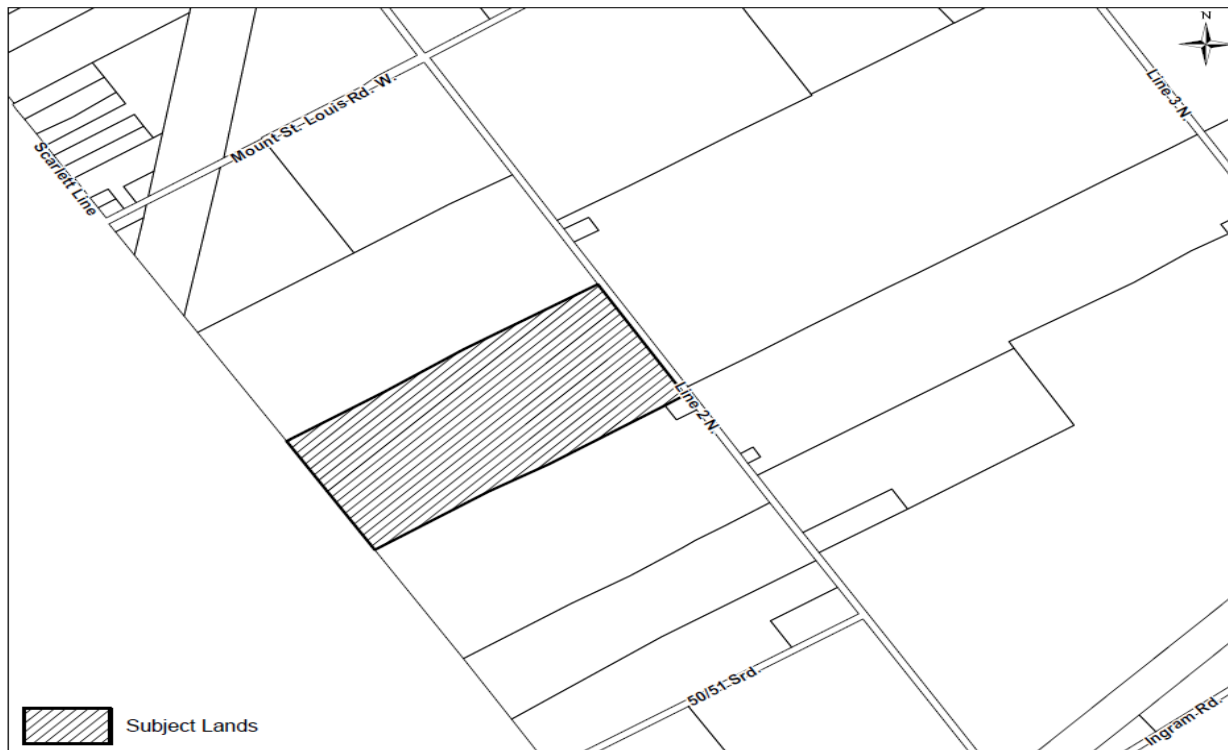 N
Line 3 N.
Mount St. Louis Rd. W.
Scarlett Line
Line 2 N.
50/51 Srd.
Ingram Rd.
Subject Lands